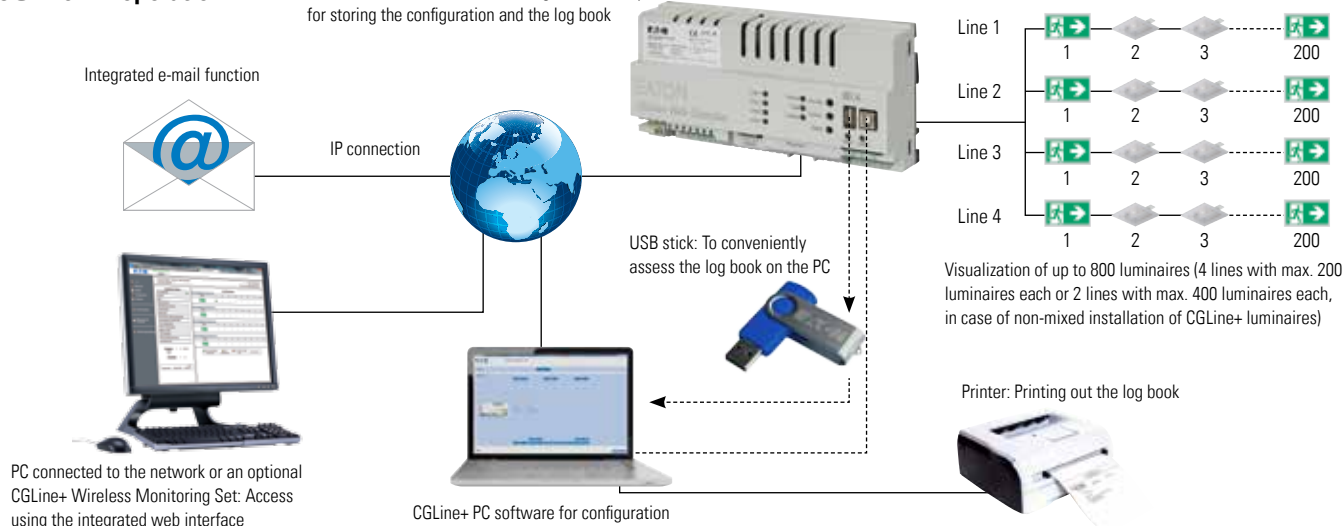 for storing the configuration and the log book
Integrated e-mail function
@
IP connection
EATON
USB stick: To conveniently
assess the log book on the PC
Line 1
1 2 3 200
Line 2
1 2 3 200
Line 3
1 2 3 200
Line 4
1 2 3 200
Visualization of up to 800 luminaires (4 lines with max. 200
luminaires each or 2 lines with max. 400 luminaires each,
in case of non-mixed installation of CGLine+ luminaires)
Printer: Printing out the log book
PC connected to the network or an optional
CGLine+ Wireless Monitoring Set: Access
using the integrated web interface
CGLine+ PC software for configuration